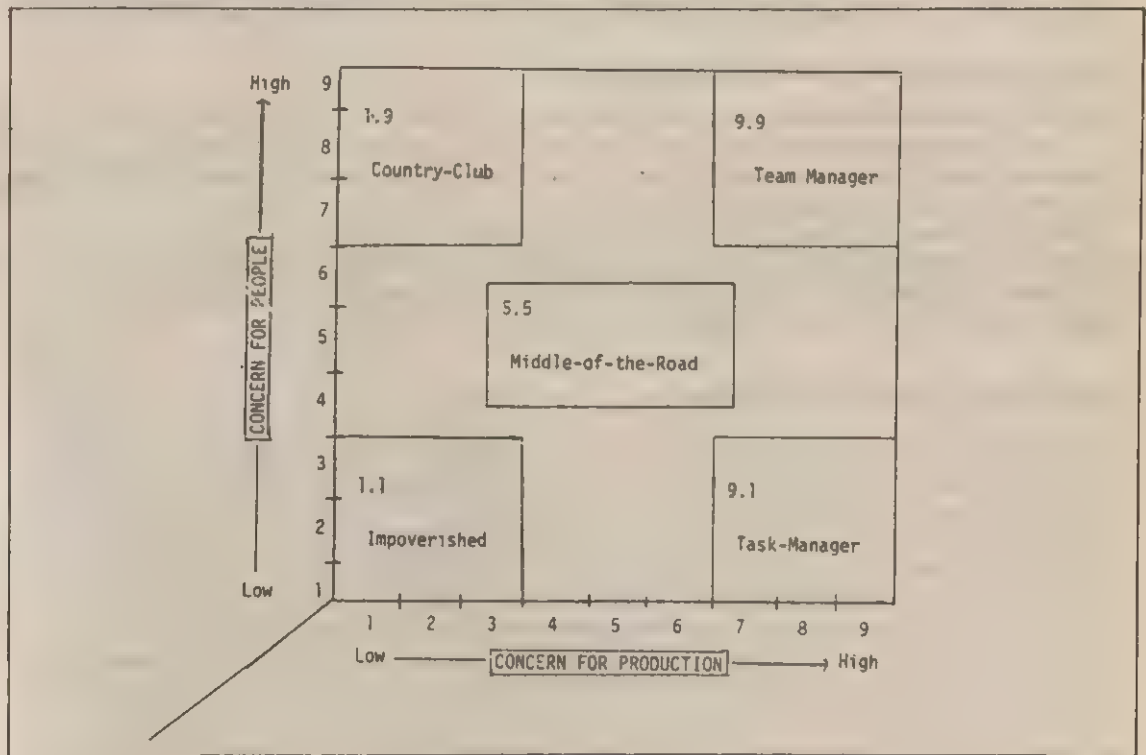 High 9
1.9 9.9
8
Country-Club Team Manager
7
6
5.5
5
Middle-of-the-Road
4
CONCERN FOR PEOPLE
3
1.1 9.1
2
Impoverished Task-Manager
Low 1
1 2 3 4 5 6 7 8 9
Low CONCERN FOR PRODUCTION High